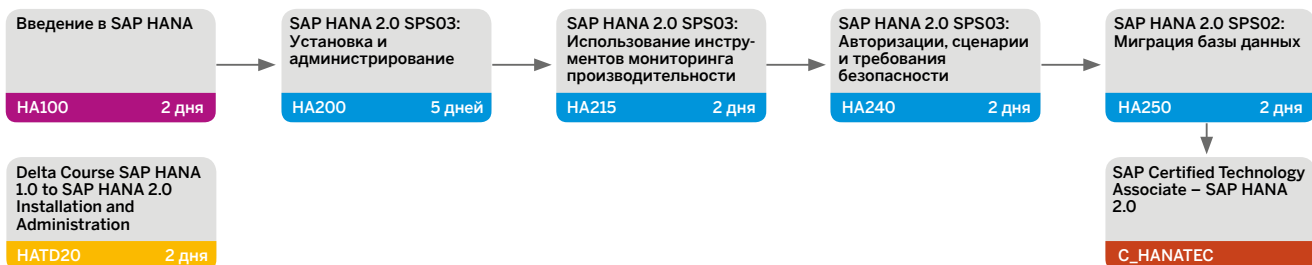 Введение в SAP HANA
HA100 2 дня
SAP HANA 2.0 SPS03:
Установка и
администрирование
HA200 5 дней
SAP HANA 2.0 SPS03:
Использование инстру-
ментов мониторинга
производительности
HA215 2 дня
SAP HANA 2.0 SPS03:
Авторизации, сценарии
и требования
безопасности
HA240 2 дня
SAP HANA 2.0 SPS02:
Миграция базы данных
HA250 2 дня
Delta Course SAP HANA
1.0 to SAP HANA 2.0
Installation and
Administration
HATD20 2 дня
SAP Certified Technology
Associate – SAP HANA
2.0
C_HANATEC